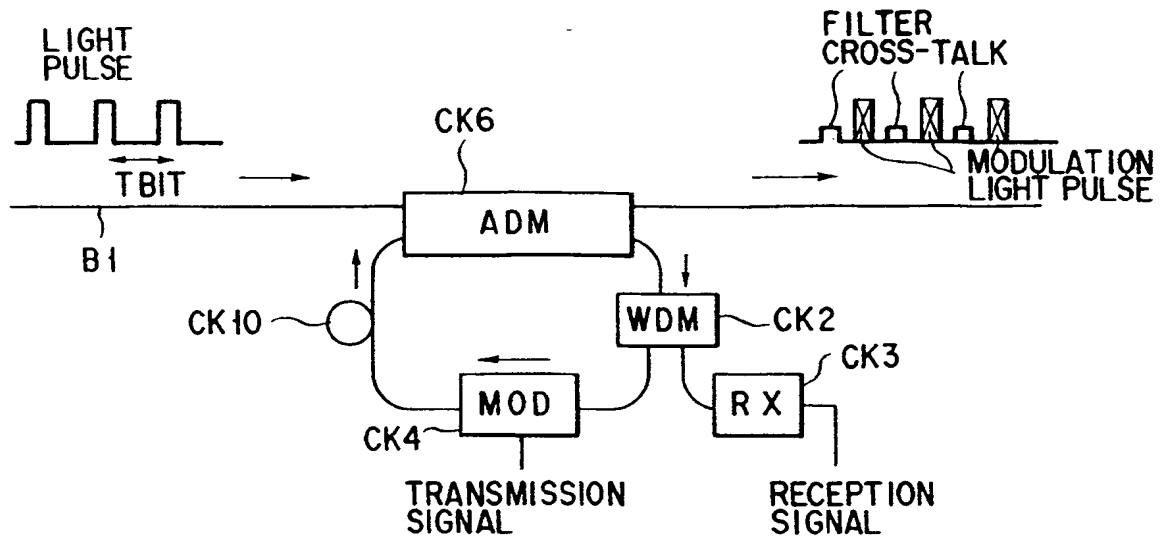 LIGHT
PULSE
FILTER
CROSS-TALK
CK6
TBIT
MODULATION
LIGHT PULSE
ADM
B1
CK10
WDM
CK2
CK3
MOD
RX
CK4
TRANSMISSION
SIGNAL
RECEPTION
SIGNAL